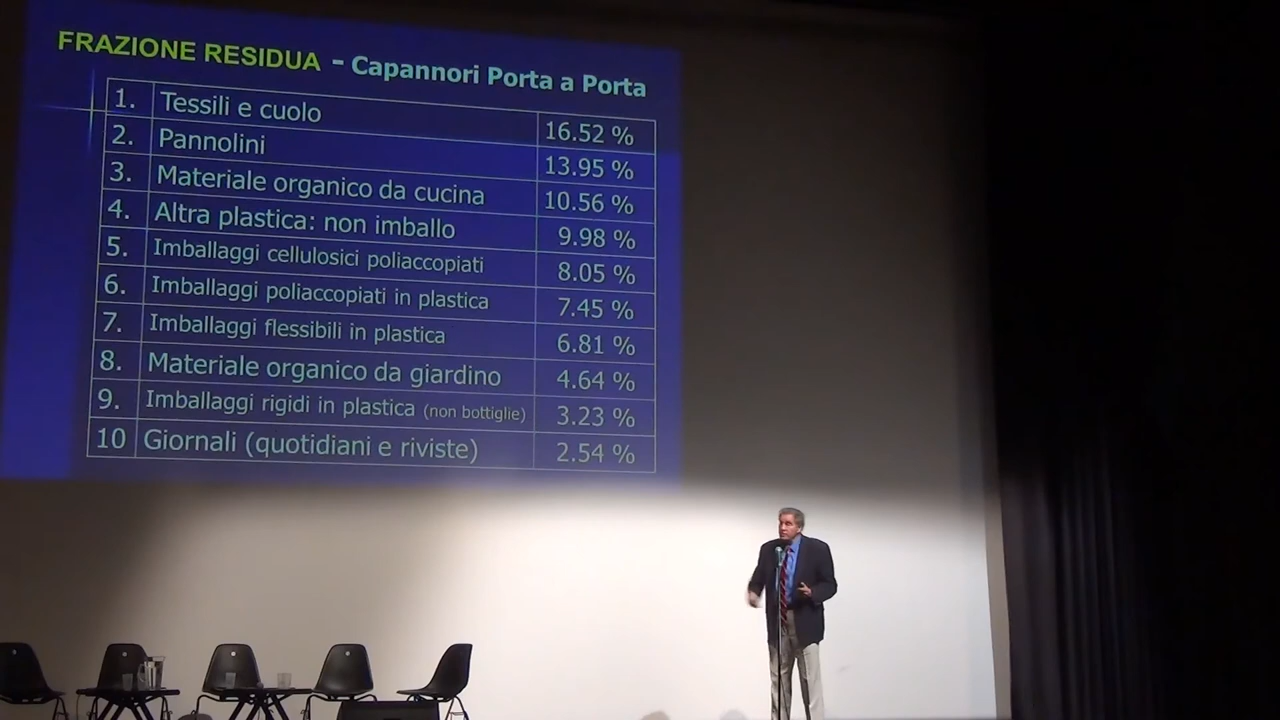 FRAZIONE RESIDUA - Capannori Porta a Porta
1. Tessili e cuolo 16.52 %
2. Pannolini 13.95 %
3. Materiale organico da cucina 10.56 %
4. Altra plastica: non imballo 9.98 %
5. Imballaggi cellulosici poliaccopiati 8.05 %
6. Imballaggi poliaccopiati in plastica 7.45 %
7. Imballaggi flessibili in plastica 6.81 %
8. Materiale organico da giardino 4.64 %
9. Imballaggi rigidi in plastica (non bottiglie) 3.23 %
10 Giornali (quotidiani e riviste) 2.54 %